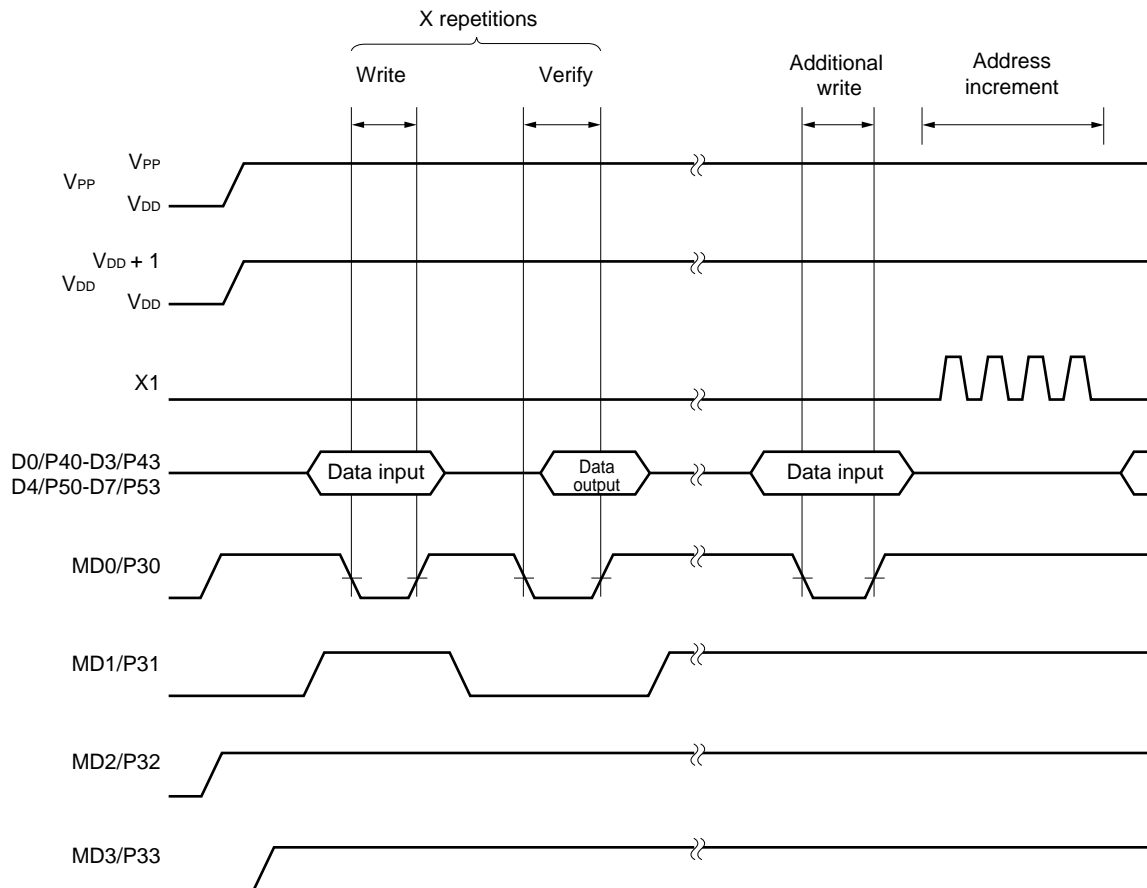 X repetitions
Write
Verify
Additional
write
Address
increment
VPP
VPP
VDD
VDD + 1
VDD
VDD
X1
D0/P40-D3/P43
D4/P50-D7/P53
Data input
Data
output
Data input
MD0/P30
MD1/P31
MD2/P32
MD3/P33